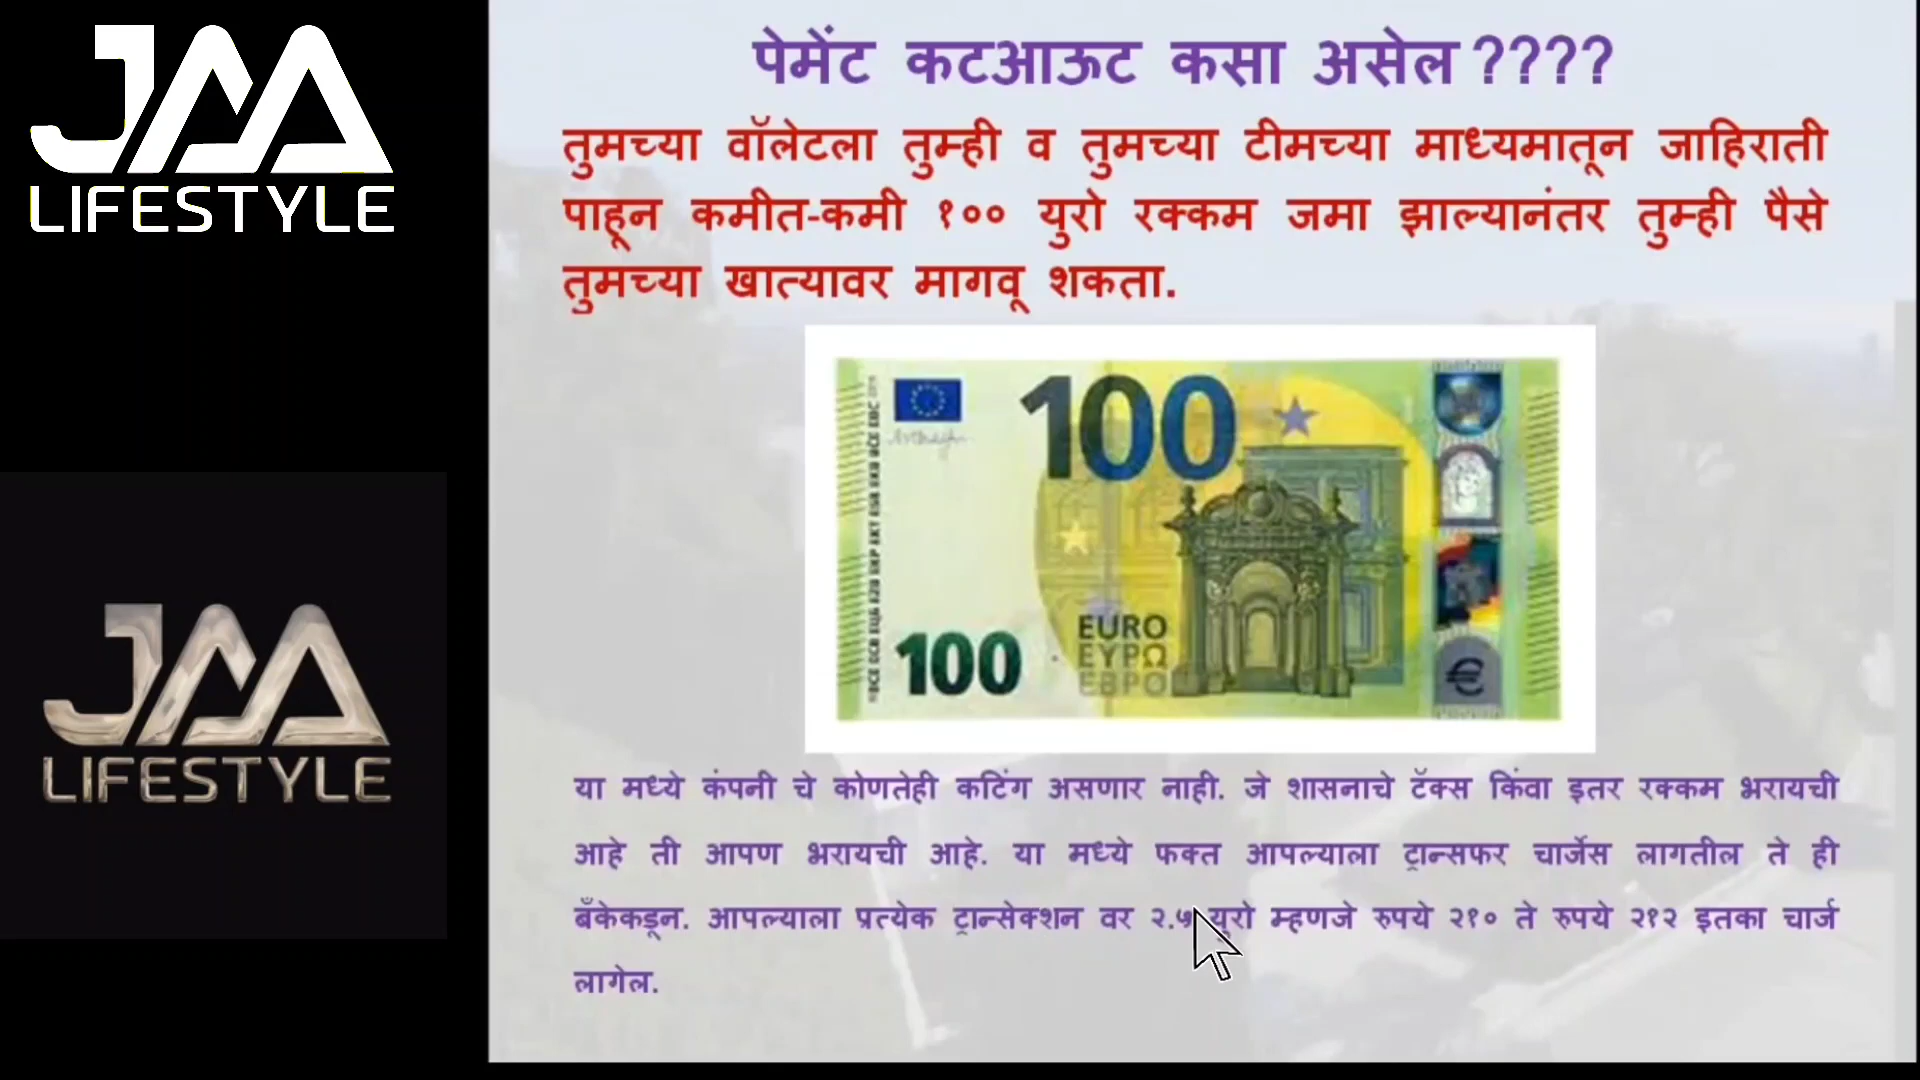 JAA
LIFESTYLE
JAA
LIFESTYLE
पेमेंट कटआऊट कसा असेल ????
तुमच्या वॉलेटला तुम्ही व तुमच्या टीमच्या माध्यमातून जाहिराती
पाहून कमीत-कमी १०० युरो रक्कम जमा झाल्यानंतर तुम्ही पैसे
तुमच्या खात्यावर मागवू शकता.
100
100
EURO
ΕΥΡΩ
ЕВРО
€
या मध्ये कंपनी चे कोणतेही कटिंग असणार नाही. जे शासनाचे टॅक्स किंवा इतर रक्कम भरायची
आहे ती आपण भरायची आहे. या मध्ये फक्त आपल्याला ट्रान्सफर चार्जेस लागतील ते ही
बँकेकडून. आपल्याला प्रत्येक ट्रान्सेक्शन वर २.५ युरो म्हणजे रुपये २१० ते रुपये २१२ इतका चार्ज
लागेल.